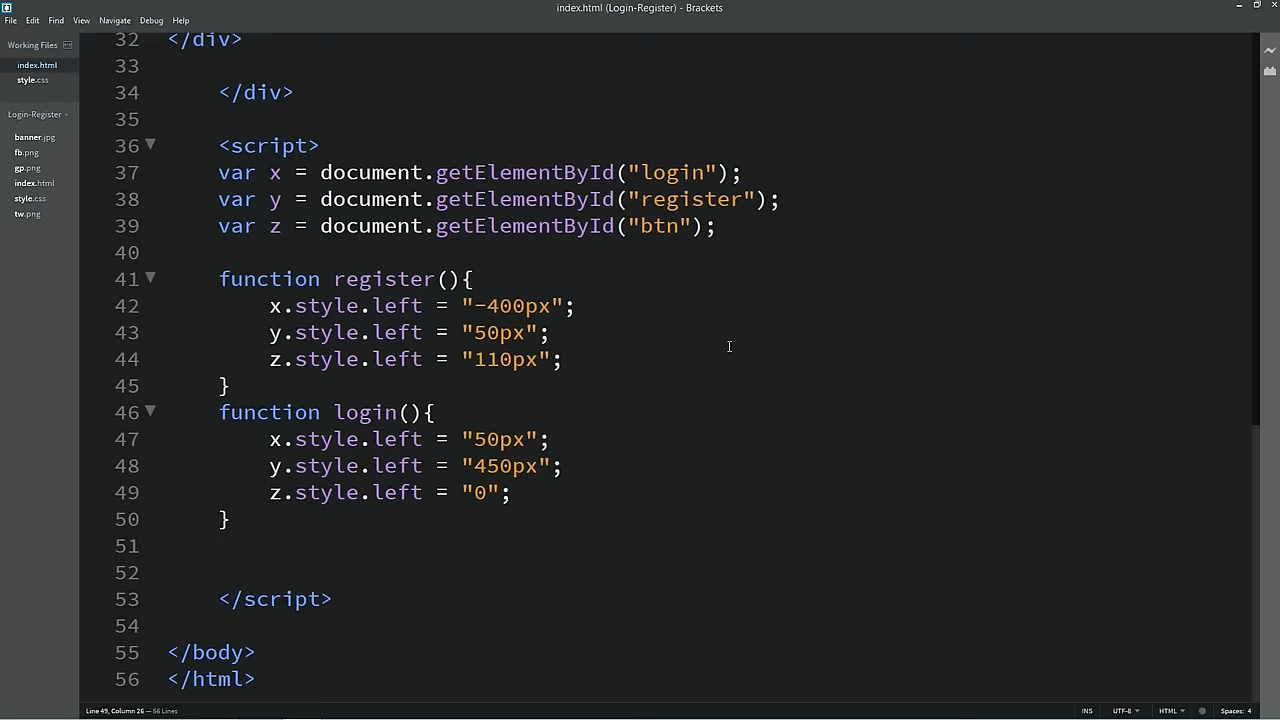 index.html (Login-Register) - Brackets
File Edit Find View Navigate Debug Help
Working Files
index.html
style.css
Login-Register
banner.jpg
fb.png
gp.png
index.html
style.css
tw.png
32 </div>
33
34 </div>
35
36 <script>
37 var x = document.getElementById("login");
38 var y = document.getElementById("register");
39 var z = document.getElementById("btn");
40
41 function register(){
42 x.style.left = "-400px";
43 y.style.left = "50px";
44 z.style.left = "110px";
45 }
46 function login(){
47 x.style.left = "50px";
48 y.style.left = "450px";
49 z.style.left = "0";
50 }
51
52
53 </script>
54
55 </body>
56 </html>
Line 49, Column 26 — 56 Lines
INS UTF-8 HTML Spaces: 4